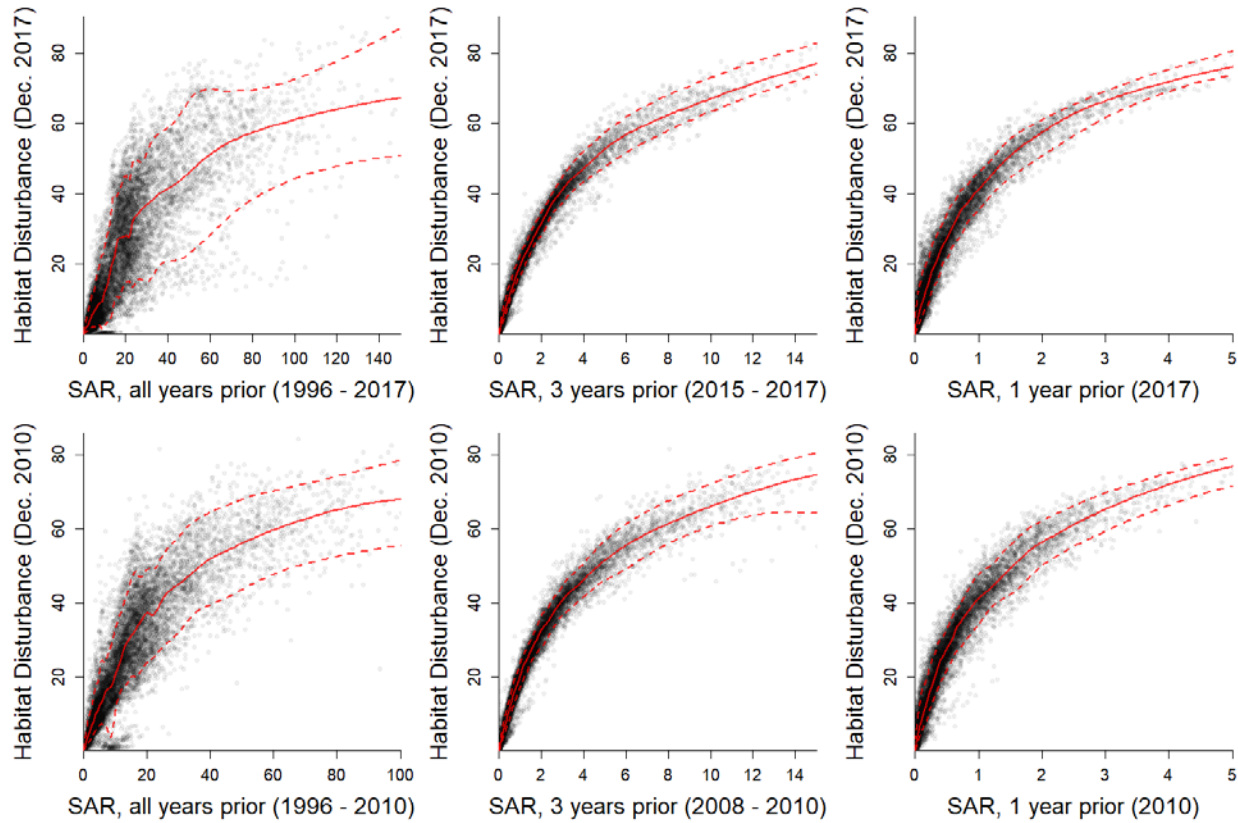 Habitat Disturbance (Dec. 2017)
80
60
40
20
0 20 40 60 80 100 120 140
SAR, all years prior (1996 - 2017)
Habitat Disturbance (Dec. 2017)
80
60
40
20
0 2 4 6 8 10 12 14
SAR, 3 years prior (2015 - 2017)
Habitat Disturbance (Dec. 2017)
80
60
40
20
0 1 2 3 4 5
SAR, 1 year prior (2017)
Habitat Disturbance (Dec. 2010)
80
60
40
20
0 20 40 60 80 100
SAR, all years prior (1996 - 2010)
Habitat Disturbance (Dec. 2010)
80
60
40
20
0 2 4 6 8 10 12 14
SAR, 3 years prior (2008 - 2010)
Habitat Disturbance (Dec. 2010)
80
60
40
20
0 1 2 3 4 5
SAR, 1 year prior (2010)